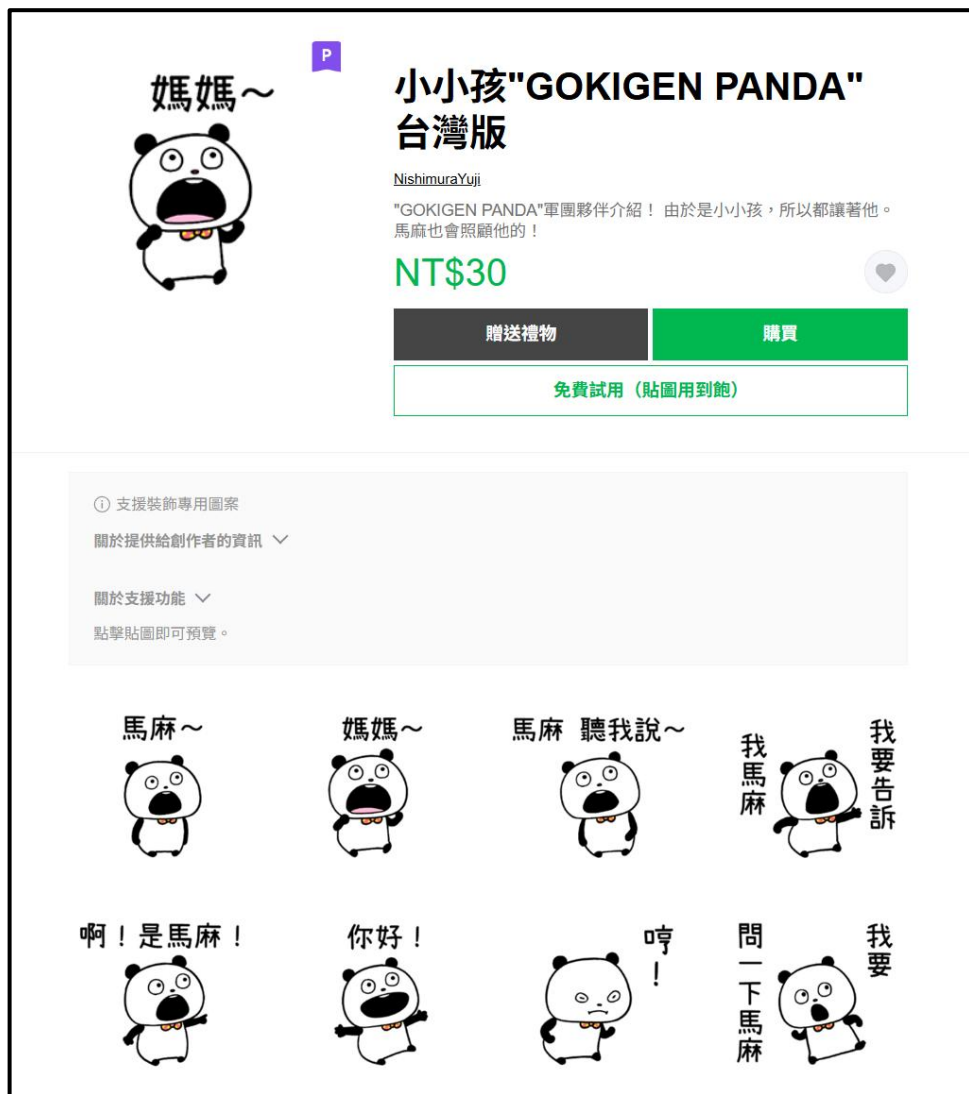 媽媽～
P
小小孩"GOKIGEN PANDA"
台灣版
NishimuraYuji
"GOKIGEN PANDA"軍團夥伴介紹！ 由於是小小孩，所以都讓著他。
馬麻也會照顧他的！
NT$30
贈送禮物
購買
免費試用（貼圖用到飽）
支援裝飾專用圖案
關於提供給創作者的資訊
關於支援功能
點擊貼圖即可預覽。
馬麻～
媽媽～
馬麻 聽我說～
我要告訴
我馬麻
啊！是馬麻！
你好！
哼！
我要
問一下馬麻